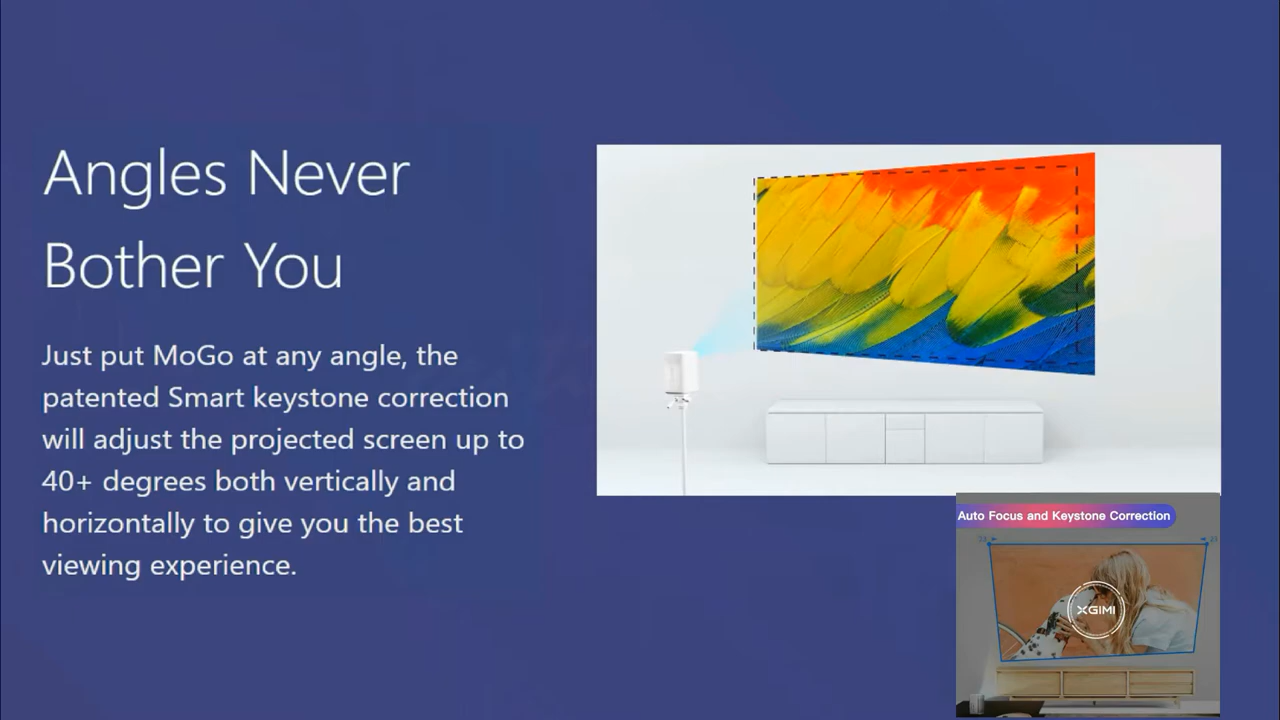 Angles Never
Bother You
Just put MoGo at any angle, the
patented Smart keystone correction
will adjust the projected screen up to
40+ degrees both vertically and
horizontally to give you the best
viewing experience.
Auto Focus and Keystone Correction
XGIMI